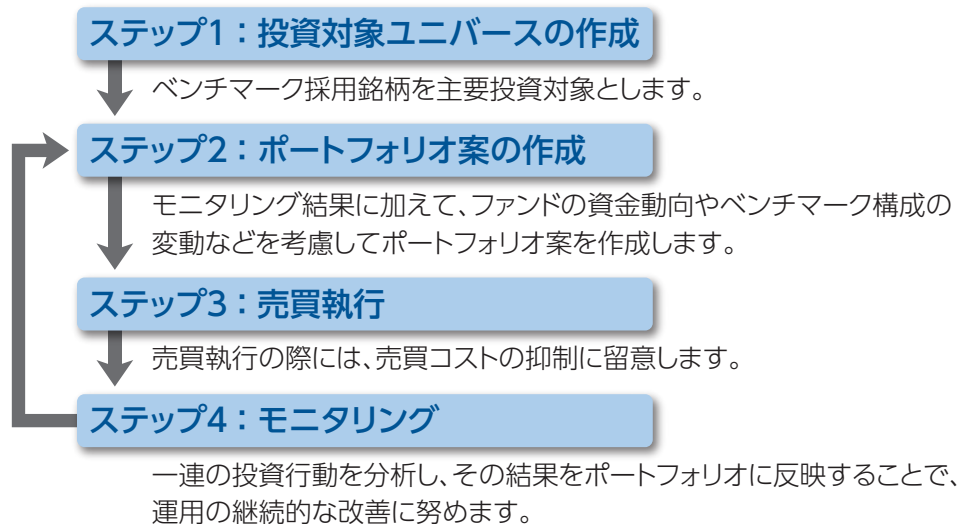 ステップ1：投資対象ユニバースの作成
ベンチマーク採用銘柄を主要投資対象とします。
ステップ2：ポートフォリオ案の作成
モニタリング結果に加えて、ファンドの資金動向やベンチマーク構成の
変動などを考慮してポートフォリオ案を作成します。
ステップ3：売買執行
売買執行の際には、売買コストの抑制に留意します。
ステップ4：モニタリング
一連の投資行動を分析し、その結果をポートフォリオに反映することで、
運用の継続的な改善に努めます。